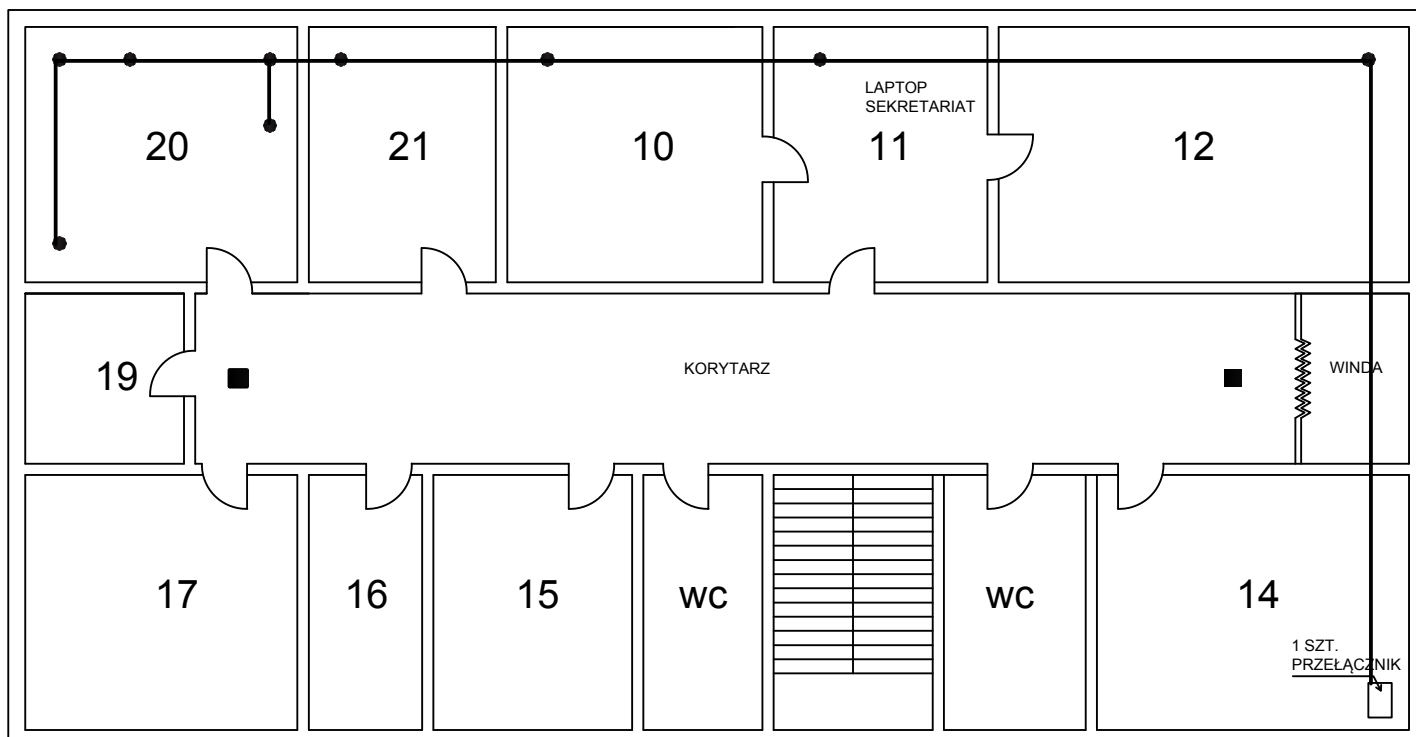 LAPTOP
SEKRETARIAT
20
21
10
11
12
19
KORYTARZ
WINDA
17
16
15
WC
WC
14
1 SZT.
PRZEŁĄCZNIK